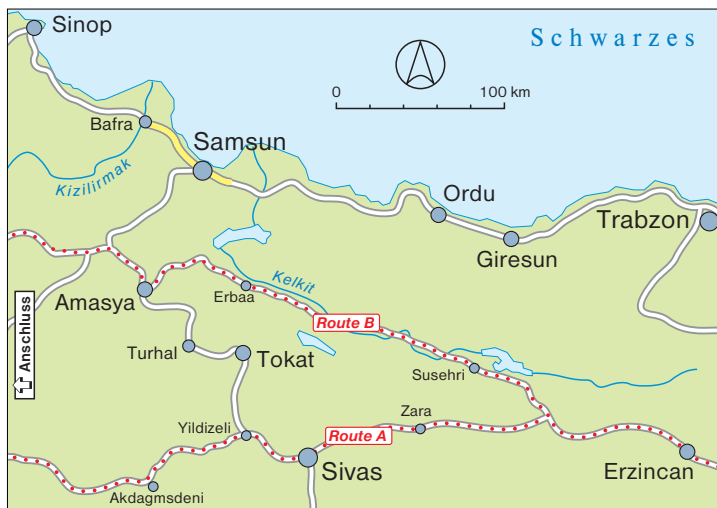 Sinop
Schwarzes
0 100 km
Bafra
Samsun
Kizilirmak
Ordu
Trabzon
Giresun
Kelkit
Amasya
Erbaa
Route B
Anschluss
Turhal
Tokat
Susehri
Zara
Yildizeli
Route A
Sivas
Erzincan
Akdagmsdeni